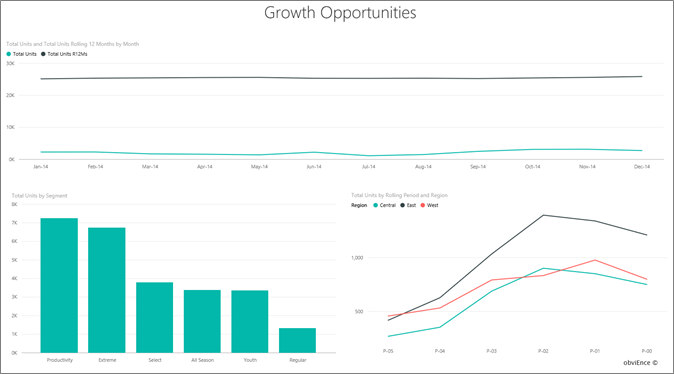 Growth Opportunities
Total Units and Total Units Rolling 12 Months by Month
Total Units Total Units R12Ms
30K
20K
10K
0K
Jan-14 Feb-14 Mar-14 Apr-14 May-14 Jun-14 Jul-14 Aug-14 Sep-14 Oct-14 Nov-14 Dec-14
Total Units by Segment
8K
7K
6K
5K
4K
3K
2K
1K
0K
Productivity Extreme Select All Season Youth Regular
Total Units by Rolling Period and Region
Region Central East West
1,000
500
P-05 P-04 P-03 P-02 P-01 P-00
obviEnce ©